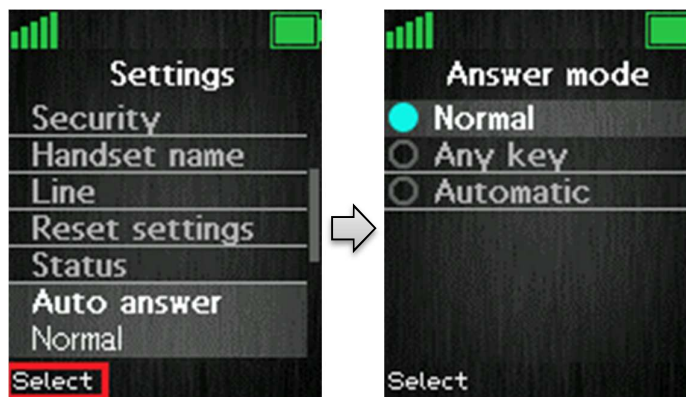 Settings
Security
Handset name
Line
Reset settings
Status
Auto answer
Normal
Select
Answer mode
Normal
Any key
Automatic
Select